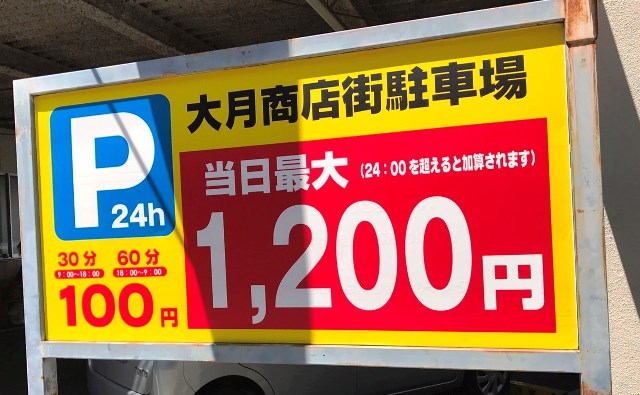 大月商店街駐車場
P
24h
当日最大 (24:00を超えると加算されます)
1,200円
30分 60分
9:00〜18:00 18:00〜9:00
100円